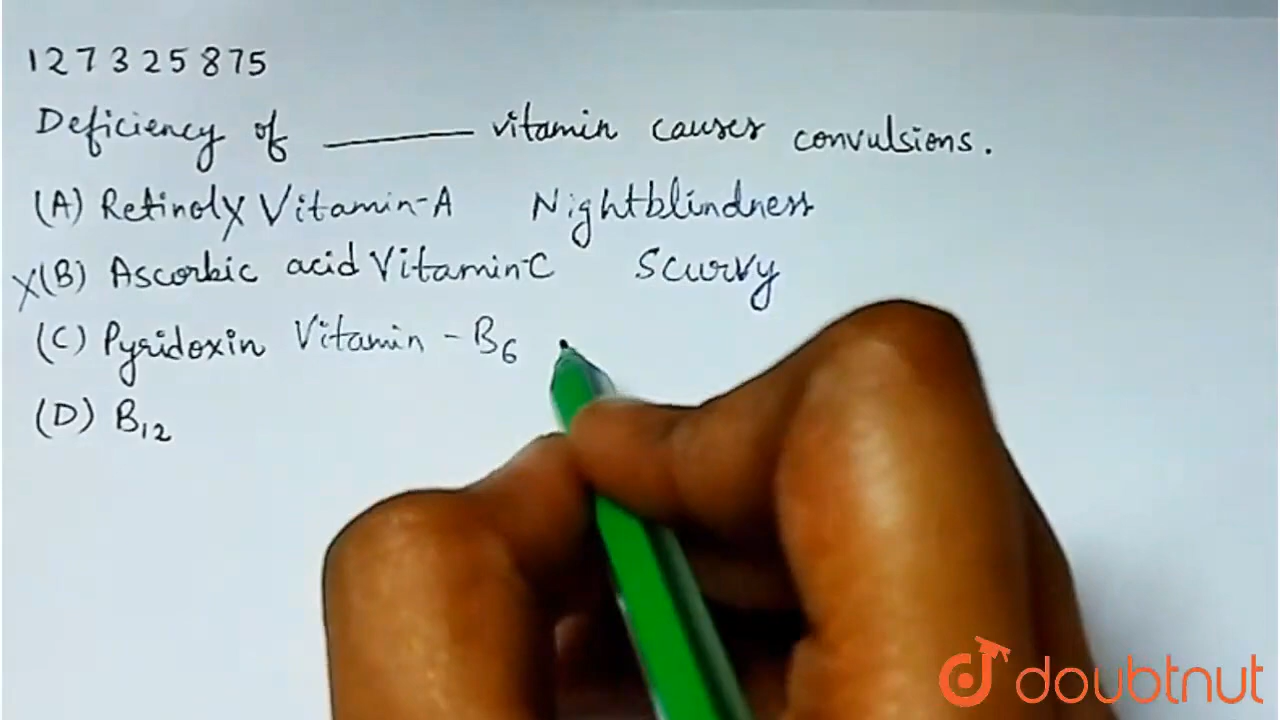 127325875
Deficiency of ______ vitamin causes convulsions.
(A) Retinol X Vitamin-A Nightblindness
X(B) Ascorbic acid Vitamin-C Scurvy
(C) Pyridoxin Vitamin - B6
(D) B12
doubtnut